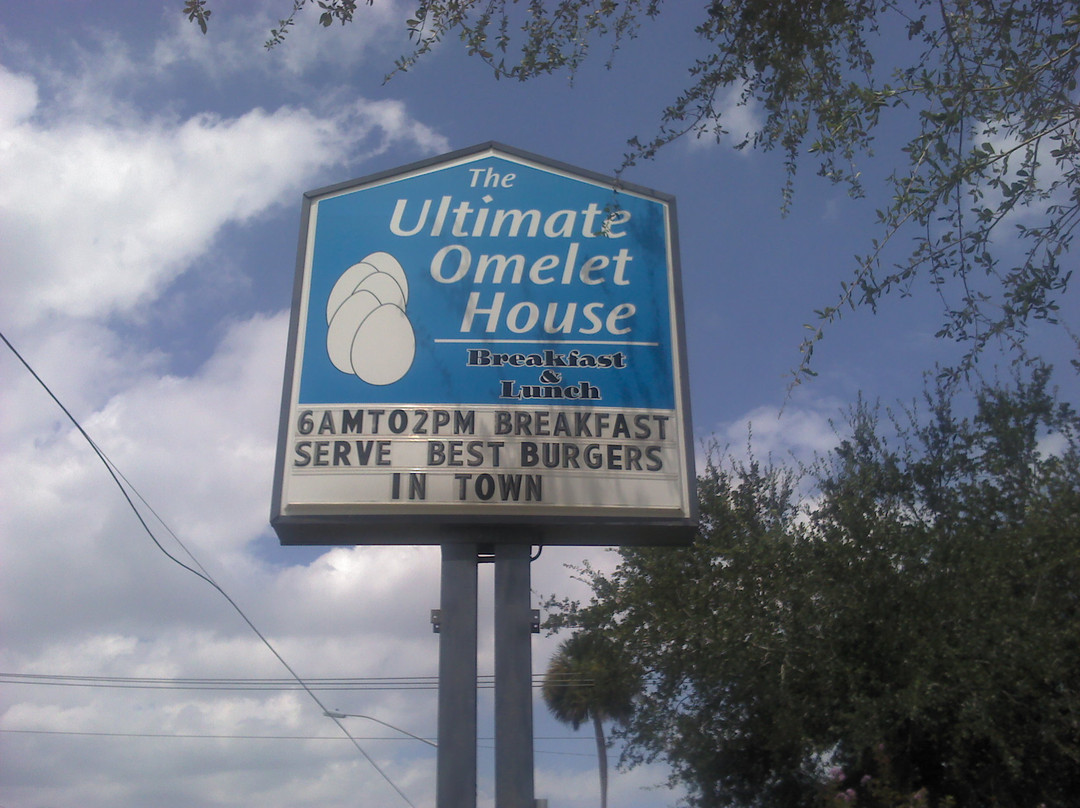 The
Ultimate
Omelet
House
Breakfast
&
Lunch
6AMTO2PM BREAKFAST
SERVE BEST BURGERS
IN TOWN